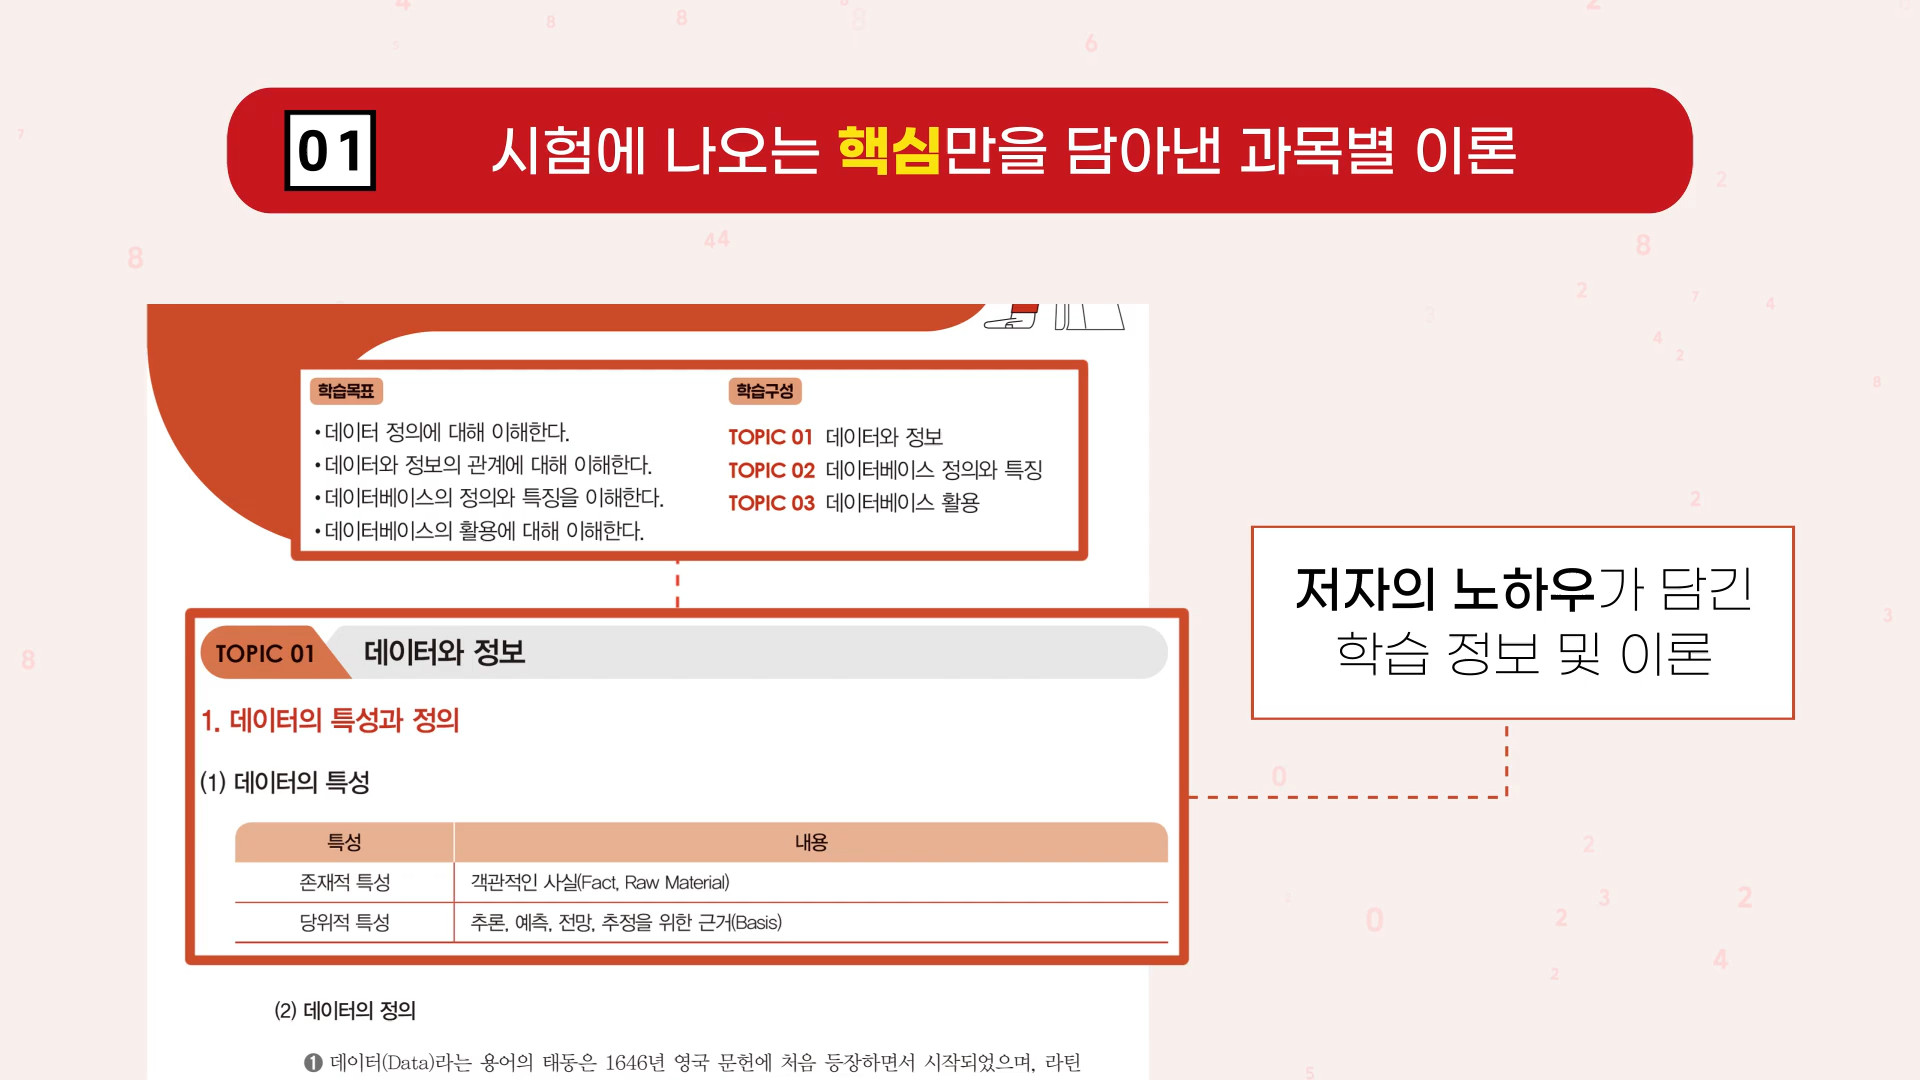 01 시험에 나오는 핵심만을 담아낸 과목별 이론
학습목표
•데이터 정의에 대해 이해한다.
•데이터와 정보의 관계에 대해 이해한다.
•데이터베이스의 정의와 특징을 이해한다.
•데이터베이스의 활용에 대해 이해한다.
학습구성
TOPIC 01 데이터와 정보
TOPIC 02 데이터베이스 정의와 특징
TOPIC 03 데이터베이스 활용
TOPIC 01 데이터와 정보
1. 데이터의 특성과 정의
(1) 데이터의 특성
특성 내용
존재적 특성 객관적인 사실(Fact, Raw Material)
당위적 특성 추론, 예측, 전망, 추정을 위한 근거(Basis)
(2) 데이터의 정의
❶ 데이터(Data)라는 용어의 태동은 1646년 영국 문헌에 처음 등장하면서 시작되었으며, 라틴
저자의 노하우가 담긴
학습 정보 및 이론